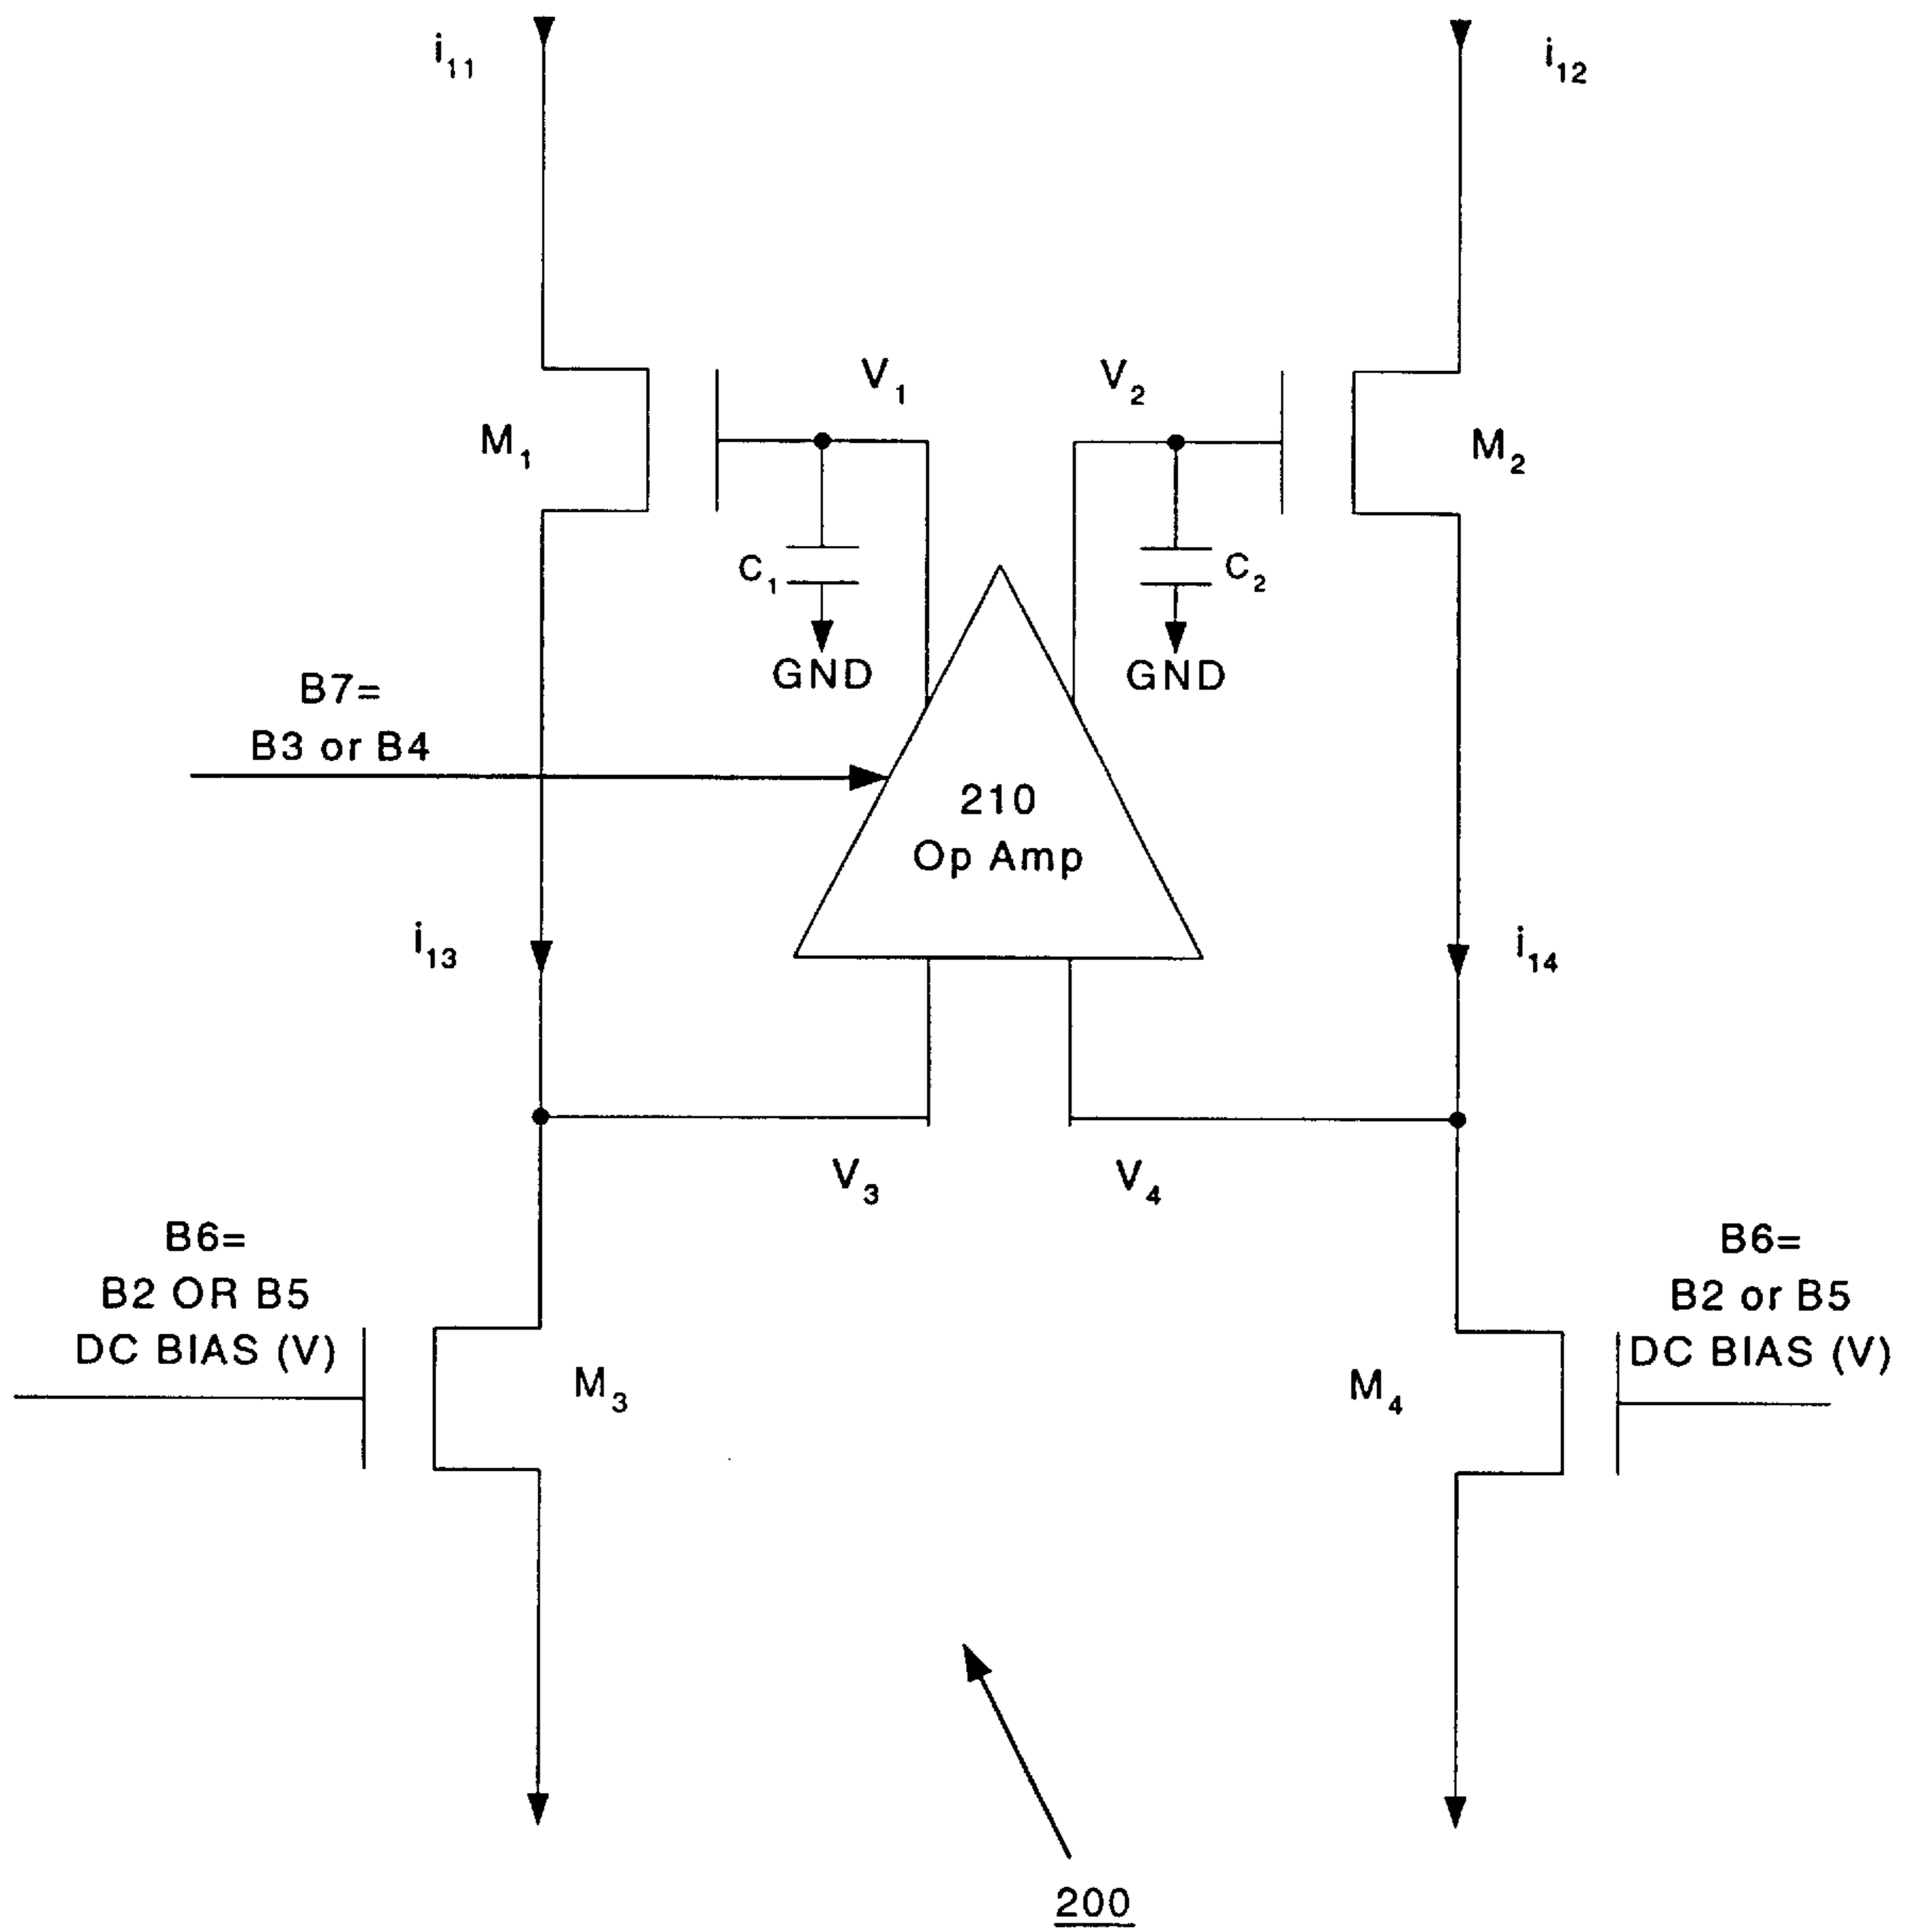 i11
i12
V1
V2
M1
M2
C1
C2
GND
GND
B7=
B3 or B4
210
Op Amp
i13
i14
V3
V4
B6=
B2 OR B5
DC BIAS (V)
B6=
B2 or B5
DC BIAS (V)
M3
M4
200